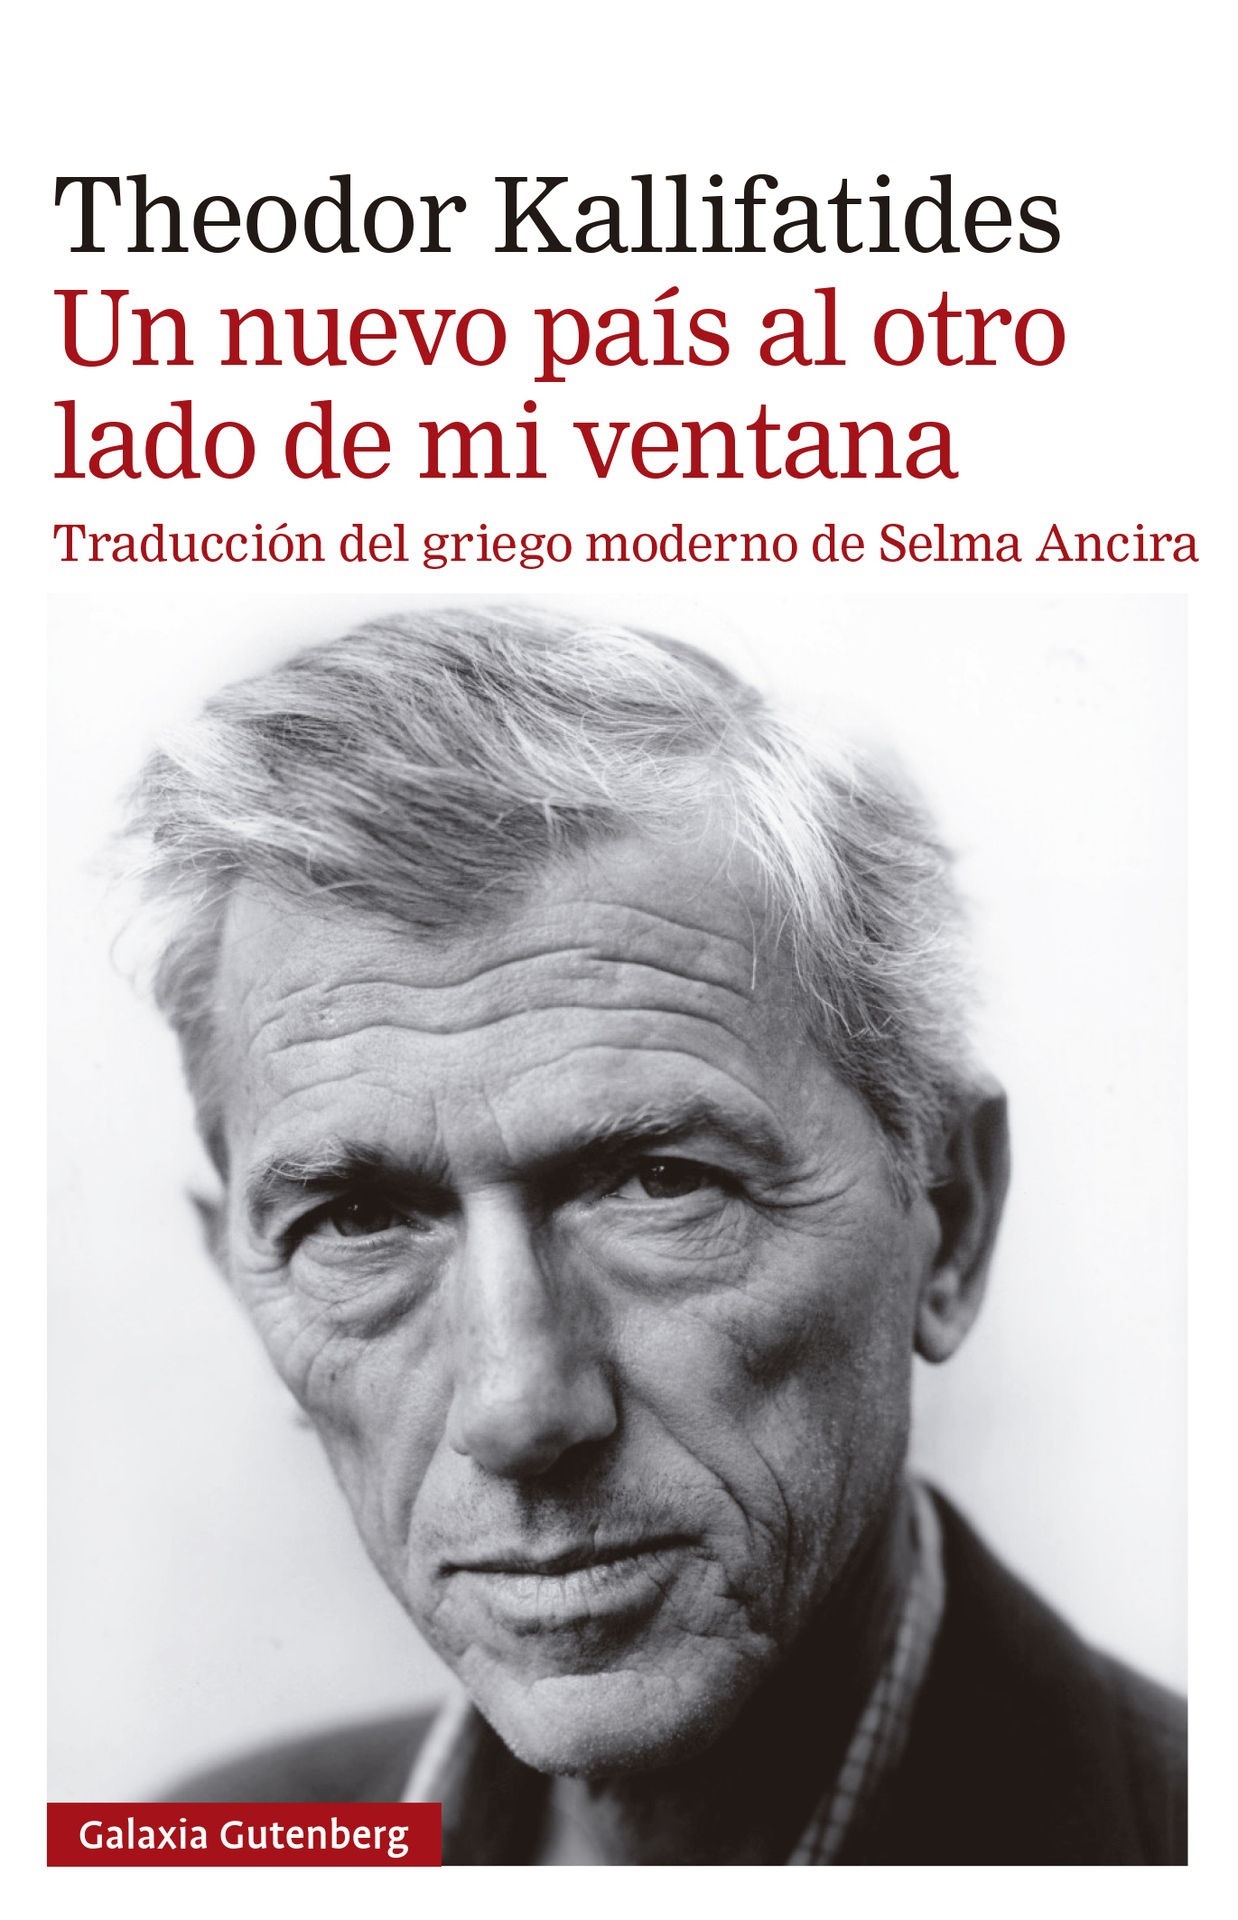 Theodor Kallifatides
Un nuevo país al otro
lado de mi ventana
Traducción del griego moderno de Selma Ancira
Galaxia Gutenberg